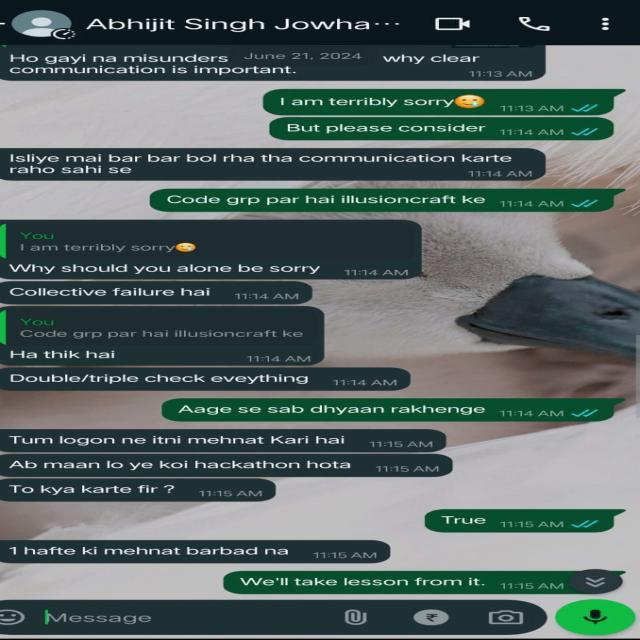 Abhijit Singh Jowha...
Ho gayi na misunders
June 21, 2024
why clear
communication is important.
11:13 AM
I am terribly sorry🥲 11:13 AM
But please consider 11:14 AM
Isliye mai bar bar bol rha tha communication karte
raho sahi se
11:14 AM
Code grp par hai illusioncraft ke 11:14 AM
You
I am terribly sorry🥲
Why should you alone be sorry 11:14 AM
Collective failure hai 11:14 AM
You
Code grp par hai illusioncraft ke
Ha thik hai 11:14 AM
Double/triple check eveything 11:14 AM
Aage se sab dhyaan rakhenge 11:14 AM
Tum logon ne itni mehnat Kari hai 11:15 AM
Ab maan lo ye koi hackathon hota 11:15 AM
To kya karte fir ? 11:15 AM
True 11:15 AM
1 hafte ki mehnat barbad na 11:15 AM
We'll take lesson from it. 11:15 AM
Message
₹